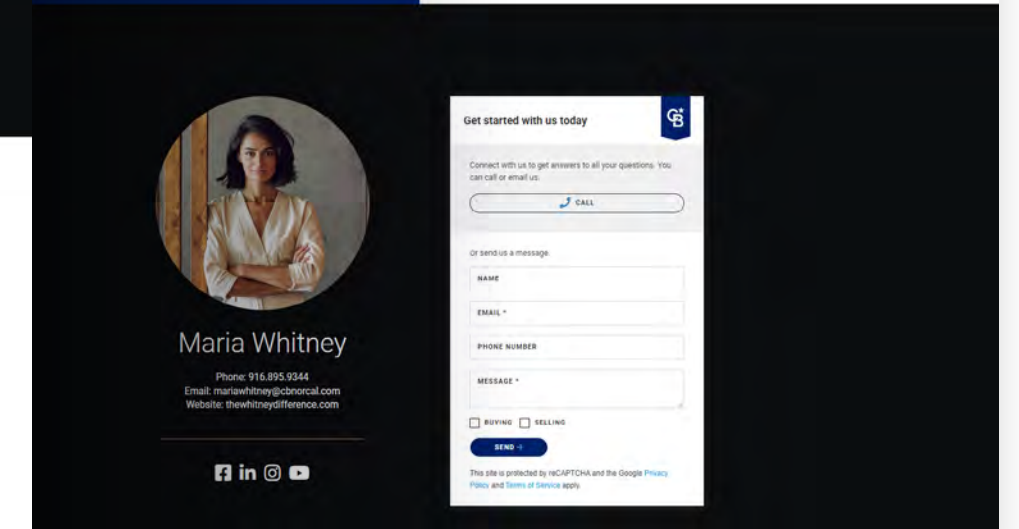 Maria Whitney
Phone: 916.895.9344
Email: mariawhitney@cbnorcal.com
Website: thewhitneydifference.com
in
Get started with us today
CB
Connect with us to get answers to all your questions. You
can call or email us.
CALL
Or send us a message.
NAME
EMAIL *
PHONE NUMBER
MESSAGE *
BUYING SELLING
SEND →
This site is protected by reCAPTCHA and the Google Privacy
Policy and Terms of Service apply.